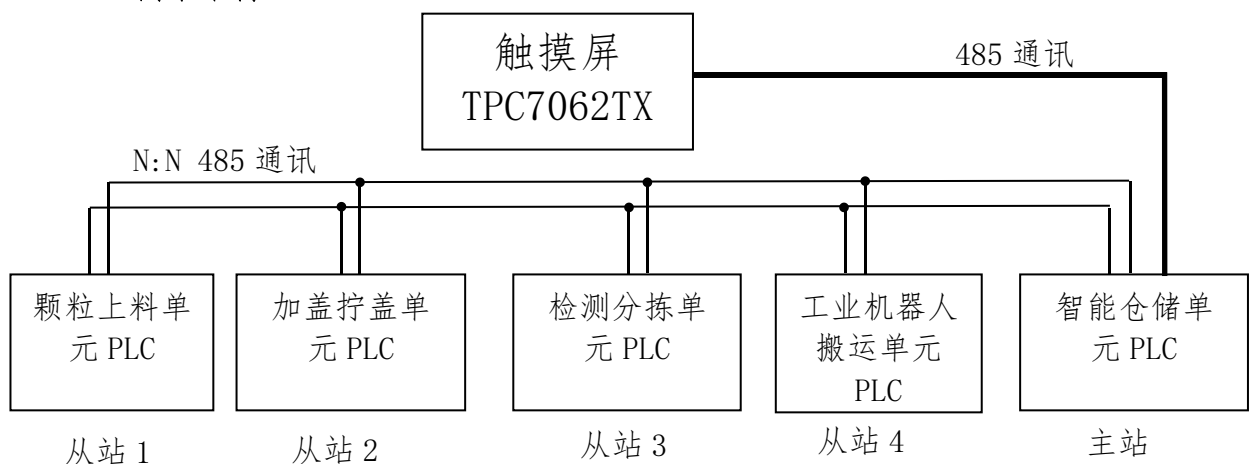 触摸屏
TPC7062TX
485 通讯
N:N 485 通讯
颗粒上料单
元 PLC
加盖拧盖单
元 PLC
检测分拣单
元 PLC
工业机器人
搬运单元
PLC
智能仓储单
元 PLC
从站 1
从站 2
从站 3
从站 4
主站